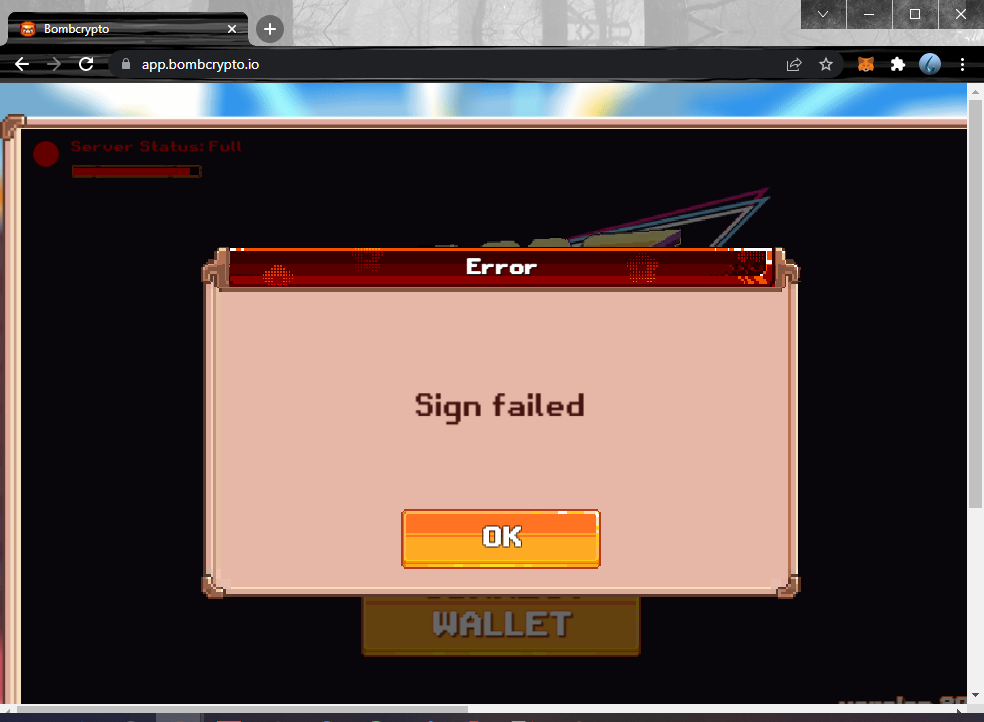 Bombcrypto
app.bombcrypto.io
Server Status: Full
Error
Sign failed
OK
WALLET